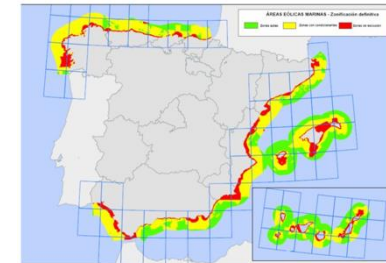 ÁREAS EÓLICAS MARINAS - Zonificación definitiva
Zonas aptas
Zonas con condicionantes
Zonas de exclusión